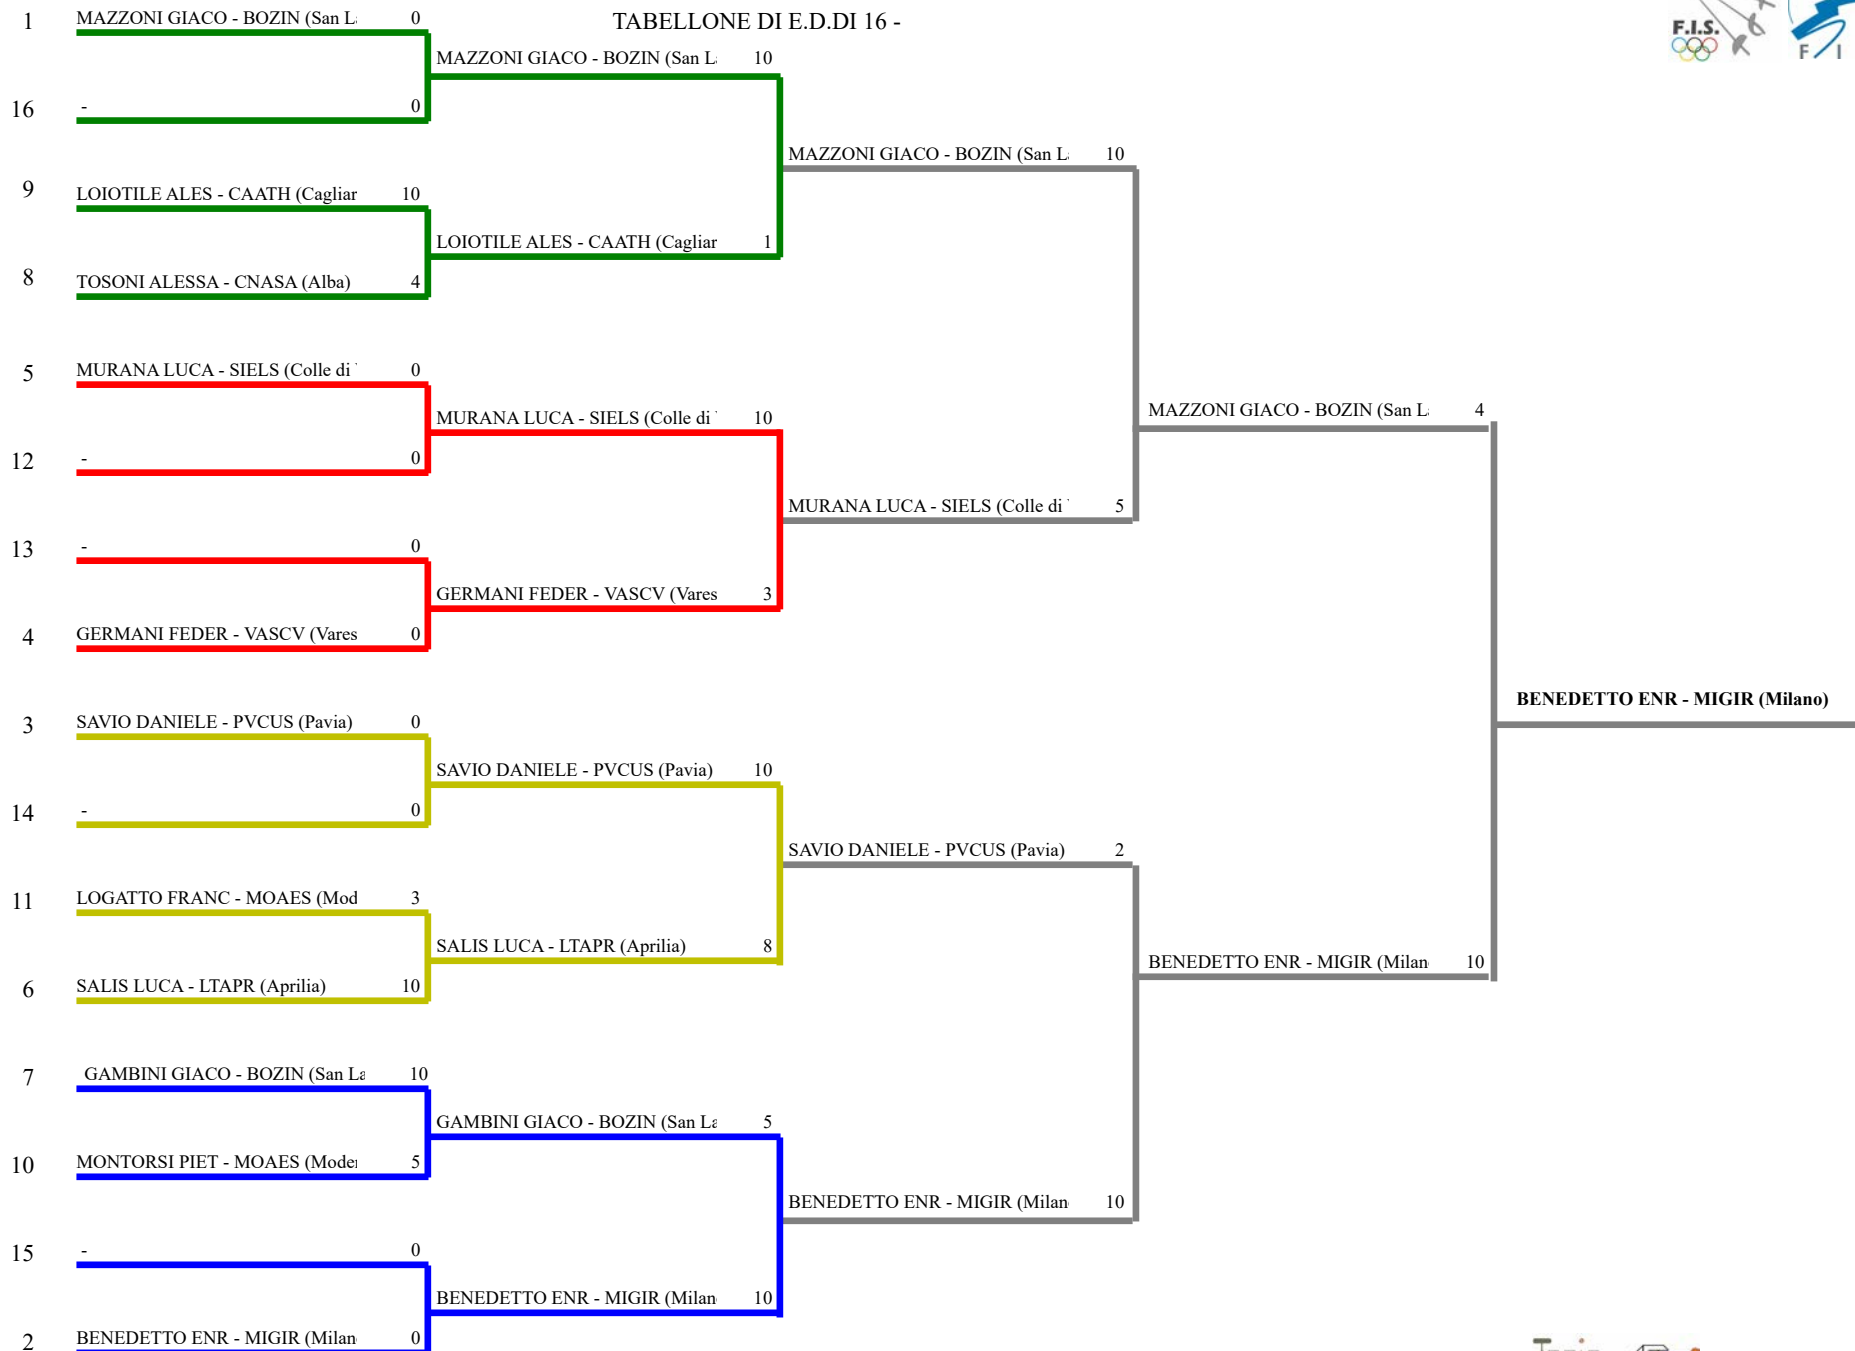 TABELLONE DI E.D.DI 16 -
F.I.S.
F I
1 MAZZONI GIACO - BOZIN (San L 0
MAZZONI GIACO - BOZIN (San L 10
16 - 0
MAZZONI GIACO - BOZIN (San L 10
9 LOIOTILE ALES - CAATH (Cagliar 10
LOIOTILE ALES - CAATH (Cagliar 1
8 TOSONI ALESSA - CNASA (Alba) 4
5 MURANA LUCA - SIELS (Colle di 0
MAZZONI GIACO - BOZIN (San L 4
MURANA LUCA - SIELS (Colle di 10
12 - 0
MURANA LUCA - SIELS (Colle di 5
13 - 0
GERMANI FEDER - VASCV (Vares 3
4 GERMANI FEDER - VASCV (Vares 0
BENEDETTO ENR - MIGIR (Milano)
3 SAVIO DANIELE - PVCUS (Pavia) 0
SAVIO DANIELE - PVCUS (Pavia) 10
14 - 0
SAVIO DANIELE - PVCUS (Pavia) 2
11 LOGATTO FRANC - MOAES (Mod 3
SALIS LUCA - LTAPR (Aprilia) 8
BENEDETTO ENR - MIGIR (Milan 10
6 SALIS LUCA - LTAPR (Aprilia) 10
7 GAMBINI GIACO - BOZIN (San La 10
GAMBINI GIACO - BOZIN (San La 5
10 MONTORSI PIET - MOAES (Moder 5
BENEDETTO ENR - MIGIR (Milan 10
15 - 0
BENEDETTO ENR - MIGIR (Milan 10
2 BENEDETTO ENR - MIGIR (Milan 0